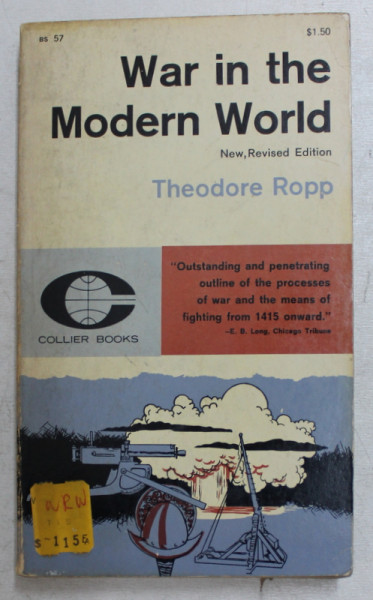 BS 57
$1.50
War in the
Modern World
New, Revised Edition
Theodore Ropp
"Outstanding and penetrating
outline of the processes
of war and the means of
fighting from 1415 onward."
—E. B. Long, Chicago Tribune
COLLIER BOOKS
WRW